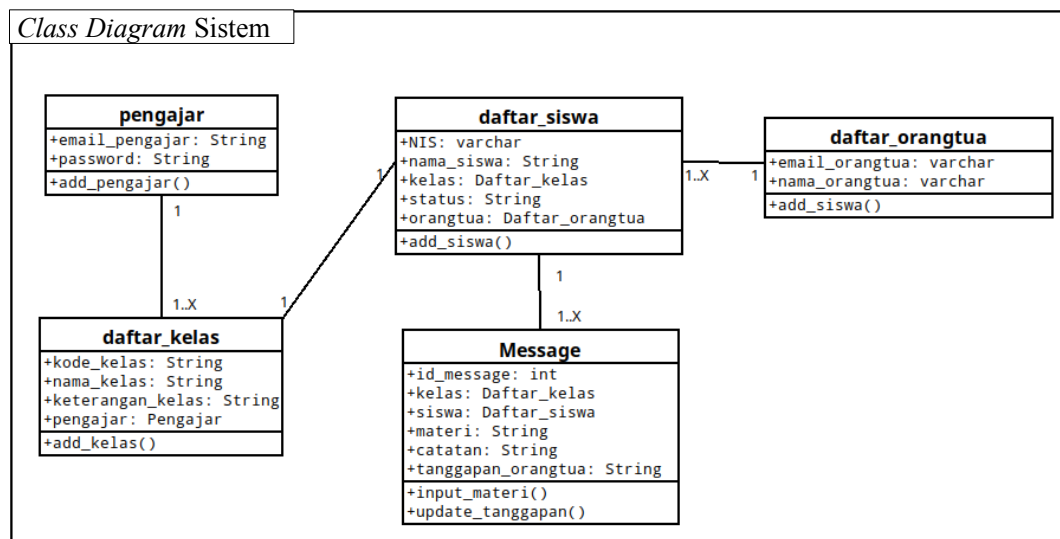 Class Diagram Sistem
pengajar
+email_pengajar: String
+password: String
+add_pengajar()
1
1..X
daftar_kelas
+kode_kelas: String
+nama_kelas: String
+keterangan_kelas: String
+pengajar: Pengajar
+add_kelas()
1
1
daftar_siswa
+NIS: varchar
+nama_siswa: String
+kelas: Daftar_kelas
+status: String
+orangtua: Daftar_orangtua
+add_siswa()
1..X
1
daftar_orangtua
+email_orangtua: varchar
+nama_orangtua: varchar
+add_siswa()
1
1..X
Message
+id_message: int
+kelas: Daftar_kelas
+siswa: Daftar_siswa
+materi: String
+catatan: String
+tanggapan_orangtua: String
+input_materi()
+update_tanggapan()